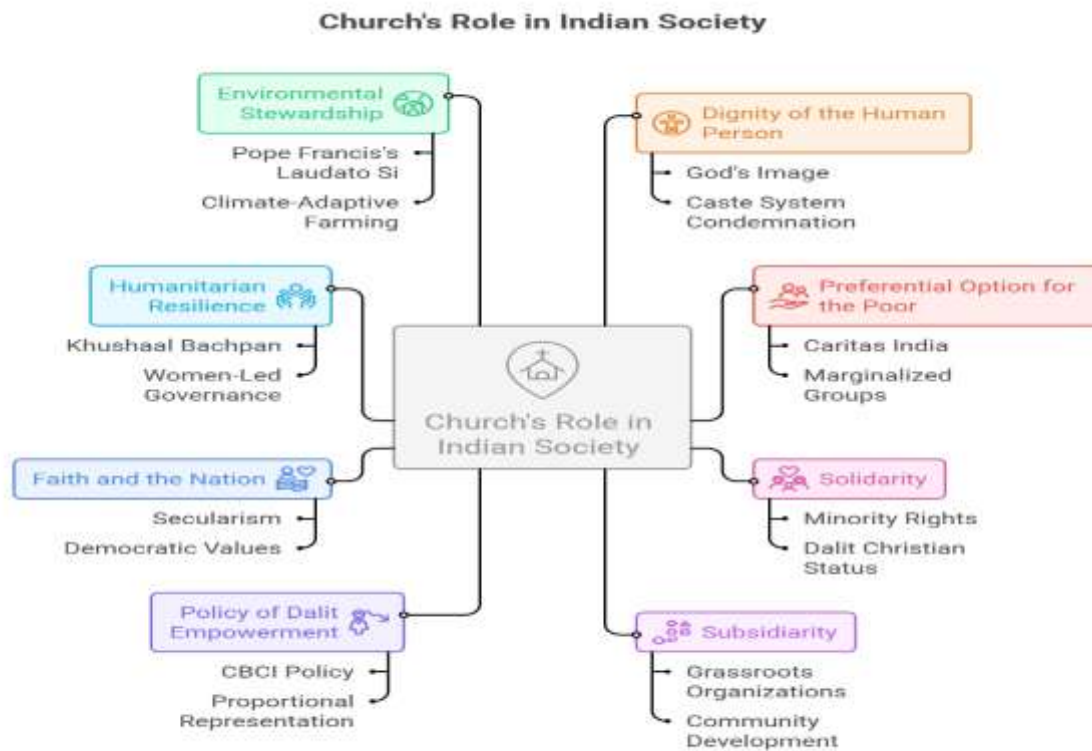 Church's Role in Indian Society
Environmental
Stewardship
Pope Francis's
Laudato Si
Climate-Adaptive
Farming
Humanitarian
Resilience
Khushaal Bachpan
Women-Led
Governance
Faith and the Nation
Secularism
Democratic Values
Policy of Dalit
Empowerment
CBCI Policy
Proportional
Representation
Church's Role in
Indian Society
Dignity of the Human
Person
God's Image
Caste System
Condemnation
Preferential Option for
the Poor
Caritas India
Marginalized
Groups
Solidarity
Minority Rights
Dalit Christian
Status
Subsidiarity
Grassroots
Organizations
Community
Development